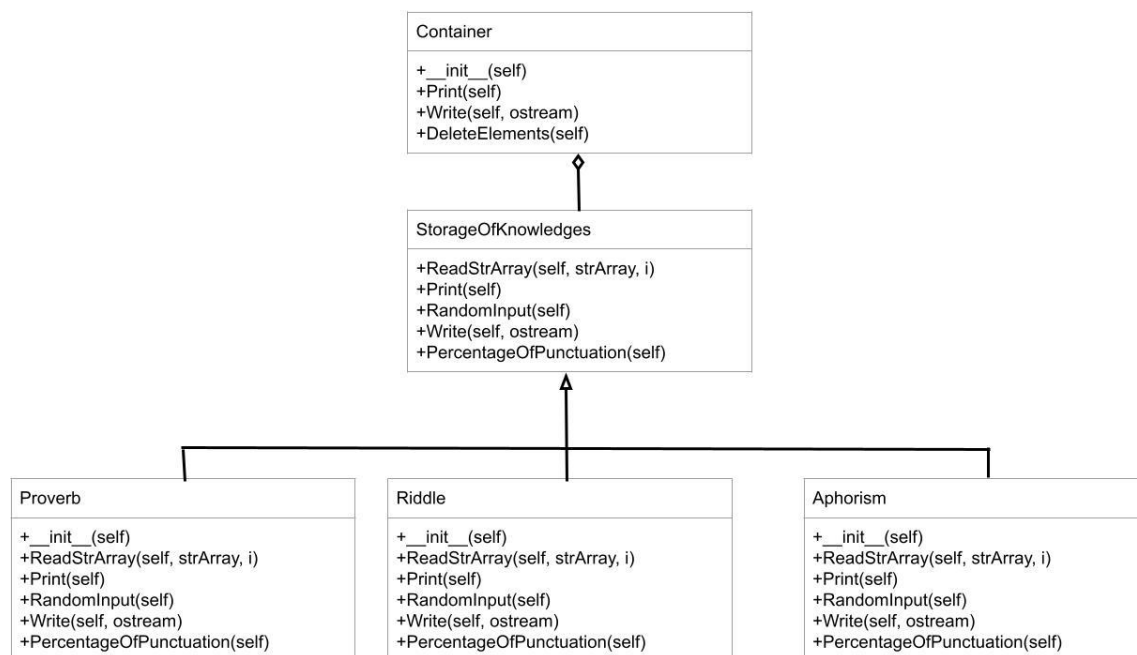 Container
+__init__(self)
+Print(self)
+Write(self, ostream)
+DeleteElements(self)
StorageOfKnowledges
+ReadStrArray(self, strArray, i)
+Print(self)
+RandomInput(self)
+Write(self, ostream)
+PercentageOfPunctuation(self)
Proverb
+__init__(self)
+ReadStrArray(self, strArray, i)
+Print(self)
+RandomInput(self)
+Write(self, ostream)
+PercentageOfPunctuation(self)
Riddle
+__init__(self)
+ReadStrArray(self, strArray, i)
+Print(self)
+RandomInput(self)
+Write(self, ostream)
+PercentageOfPunctuation(self)
Aphorism
+__init__(self)
+ReadStrArray(self, strArray, i)
+Print(self)
+RandomInput(self)
+Write(self, ostream)
+PercentageOfPunctuation(self)